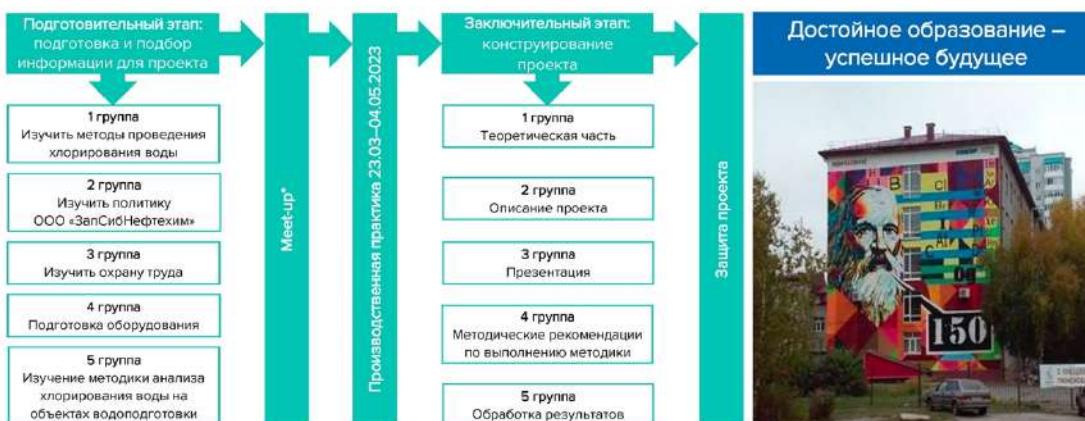 Подготовительный этап:
подготовка и подбор
информации для проекта
1 группа
Изучить методы проведения
хлорирования воды
2 группа
Изучить политику
ООО «ЗапСибНефтехим»
3 группа
Изучить охрану труда
4 группа
Подготовка оборудования
5 группа
Изучение методики анализа
хлорирования воды на
объектах водоподготовки
Meet-up*
Производственная практика 23.03–04.05.2023
Заключительный этап:
конструирование
проекта
1 группа
Теоретическая часть
2 группа
Описание проекта
3 группа
Презентация
4 группа
Методические рекомендации
по выполнению методики
5 группа
Обработка результатов
Защита проекта
Достойное образование –
успешное будущее
H
B
Cl
150